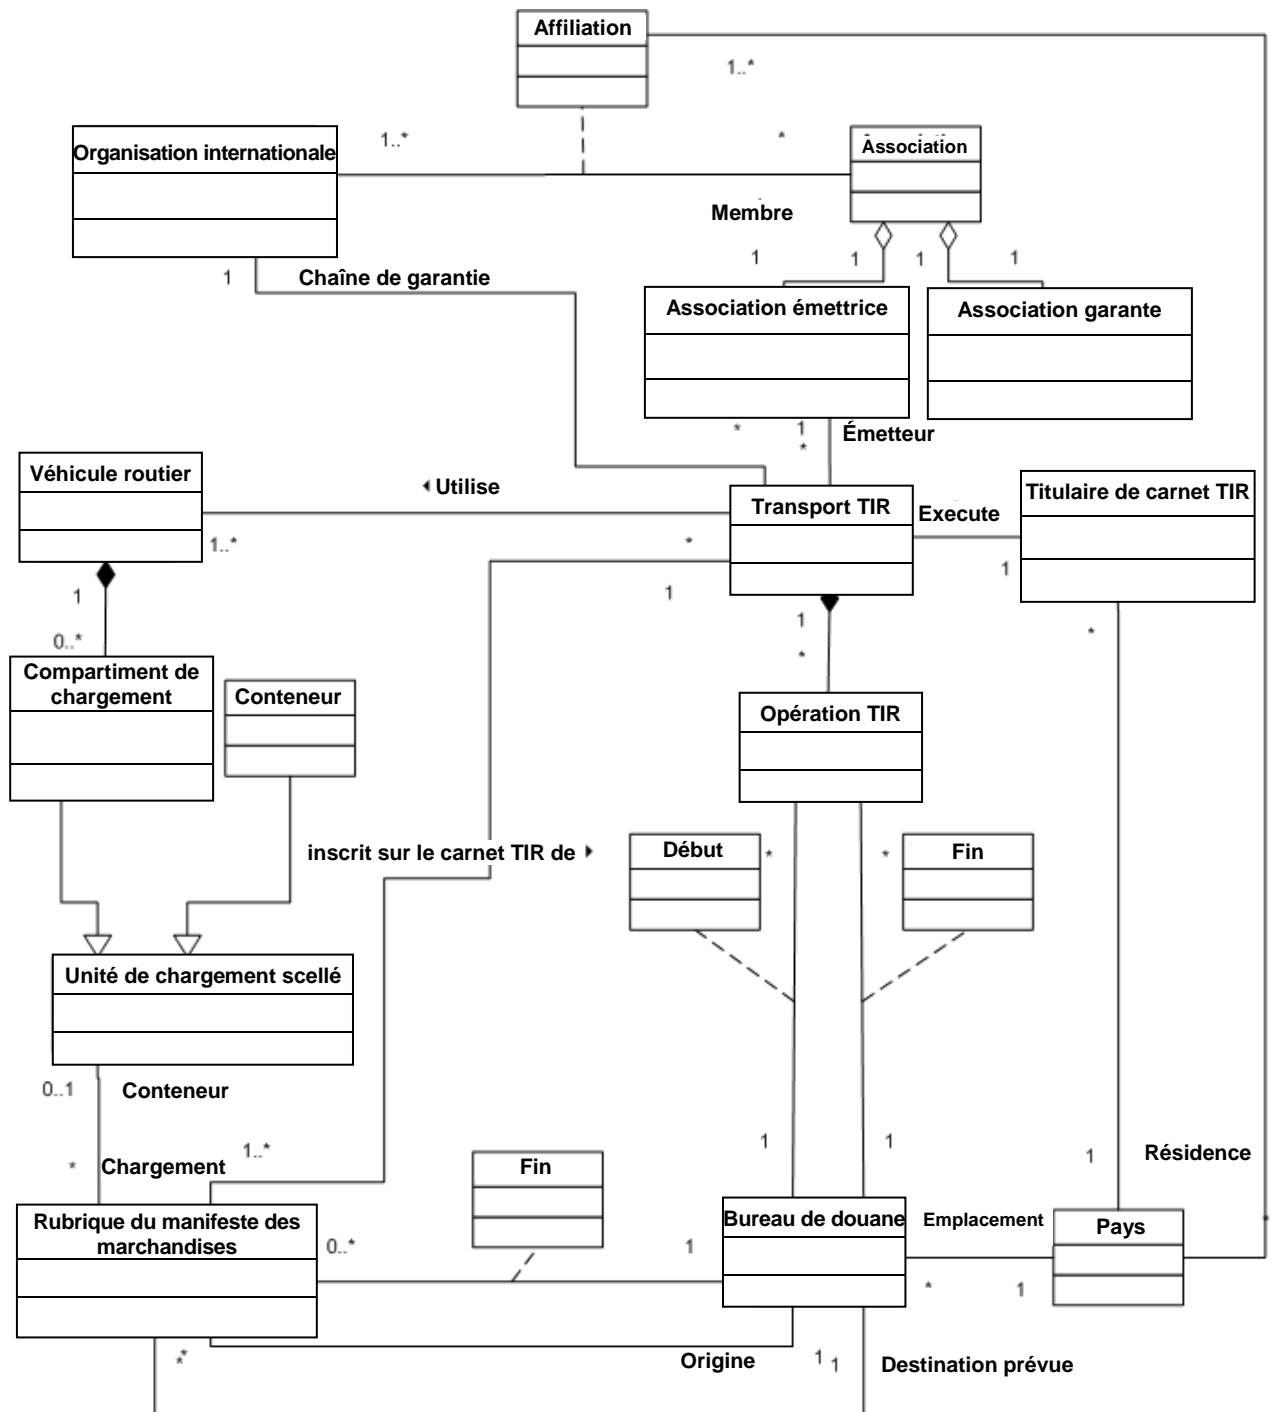 Affiliation
1..*
1..*
*
Organisation internationale
Association
Membre
1
Chaîne de garantie
1
1
1
1
Association émettrice
Association garante
*
1
Émetteur
*
Véhicule routier
Utilise
Transport TIR
Exécute
Titulaire de carnet TIR
1..*
*
1
1
1
1
*
0..*
*
Compartiment de
chargement
Conteneur
Opération TIR
inscrit sur le carnet TIR de
Début
*
*
Fin
Unité de chargement scellé
0..1
Conteneur
1
1
1
Résidence
1..*
*
Chargement
Fin
Rubrique du manifeste des
marchandises
0..*
1
Bureau de douane
Emplacement
Pays
*
*
1
**
Origine
1
1
Destination prévue